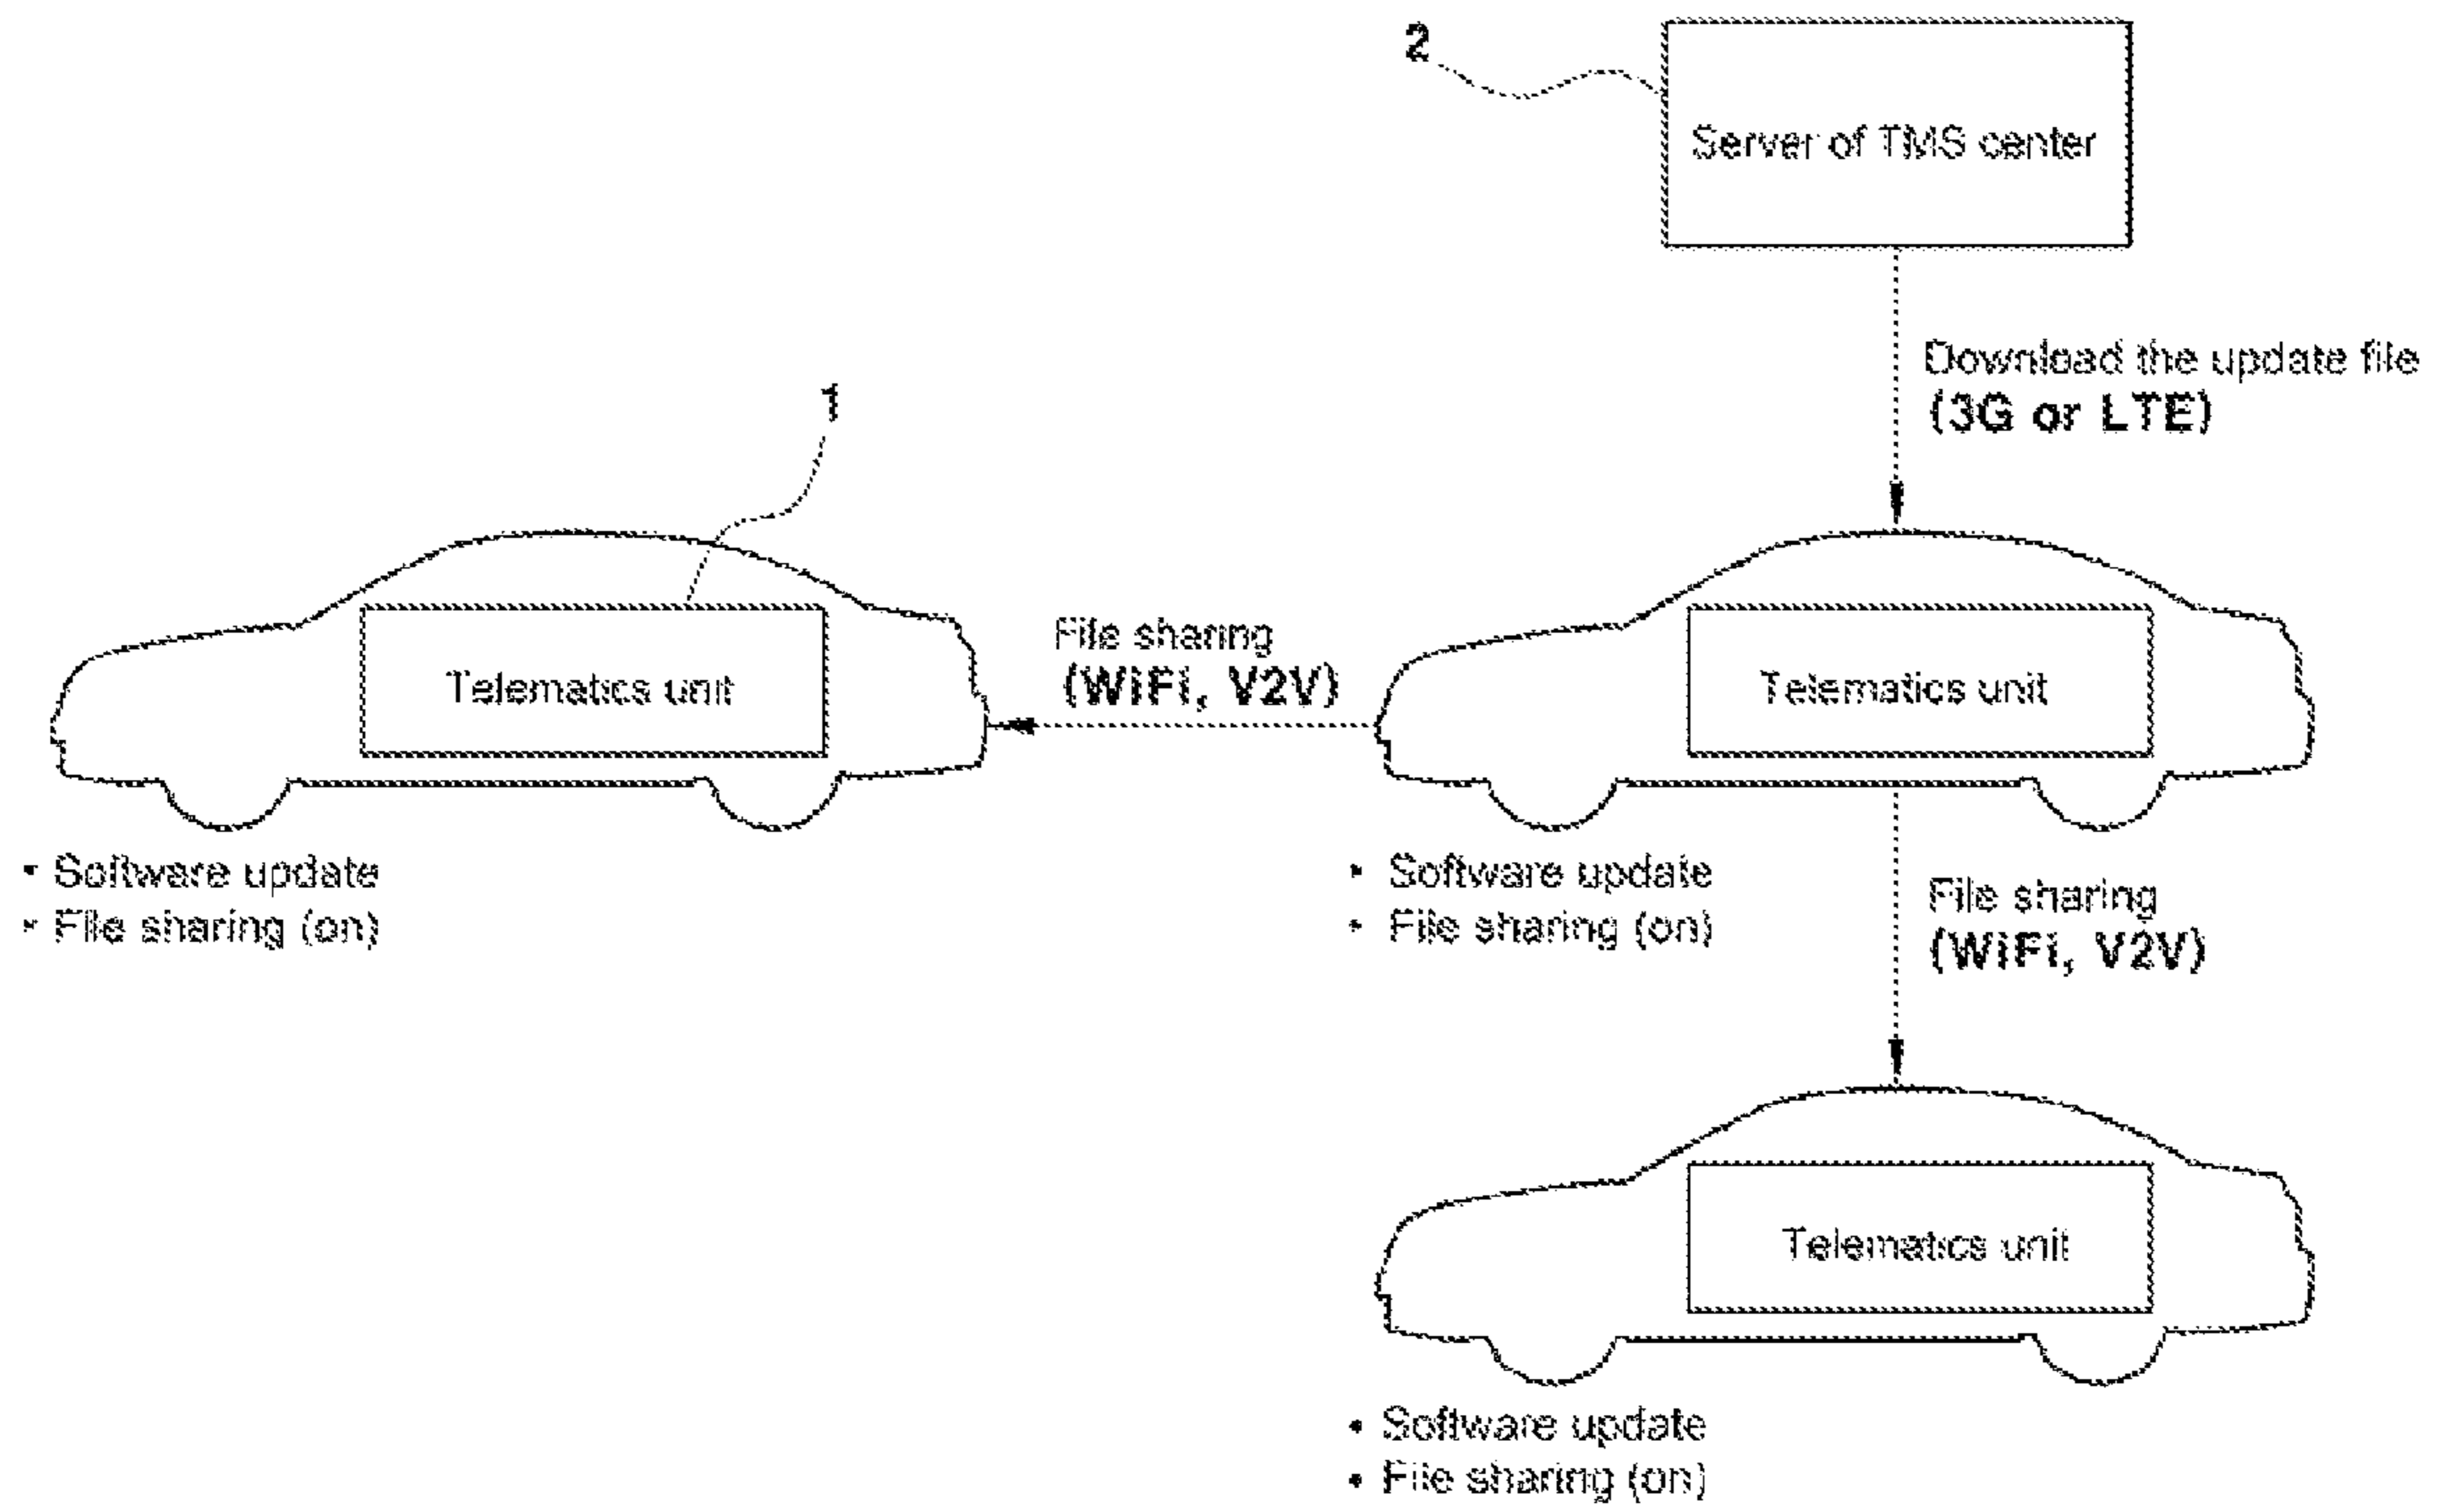 2
Server of TMS center
Download the update file
(3G or LTE)
1
File sharing
(WiFi, V2V)
Telematics unit
Telematics unit
• Software update
• File sharing (on)
• Software update
• File sharing (on)
File sharing
(WiFi, V2V)
Telematics unit
• Software update
• File sharing (on)